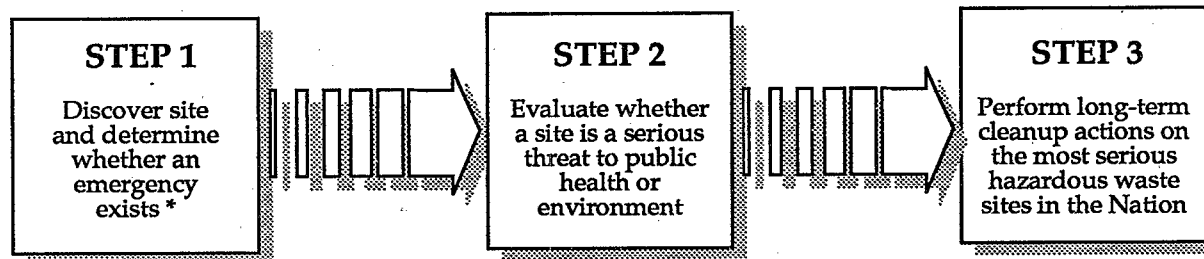 STEP 1
Discover site
and determine
whether an
emergency
exists *
STEP 2
Evaluate whether
a site is a serious
threat to public
health or
environment
STEP 3
Perform long-term
cleanup actions on
the most serious
hazardous waste
sites in the Nation